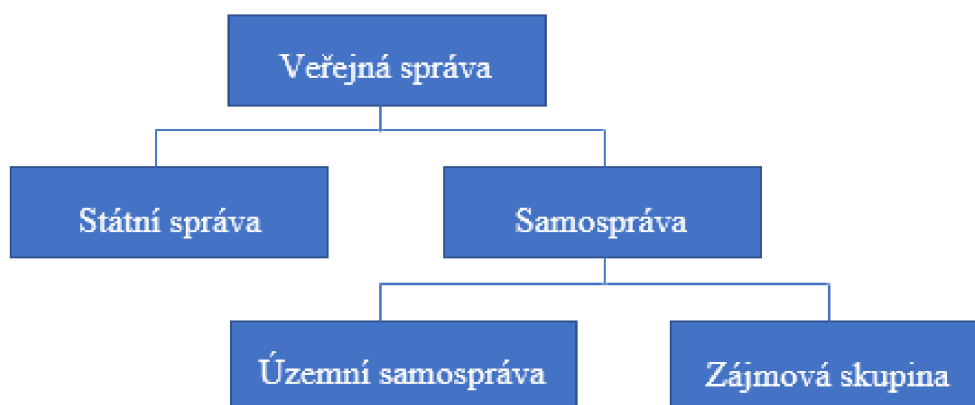 Veřejná správa
Státní správa
Samospráva
Územní samospráva
Zájmová skupina